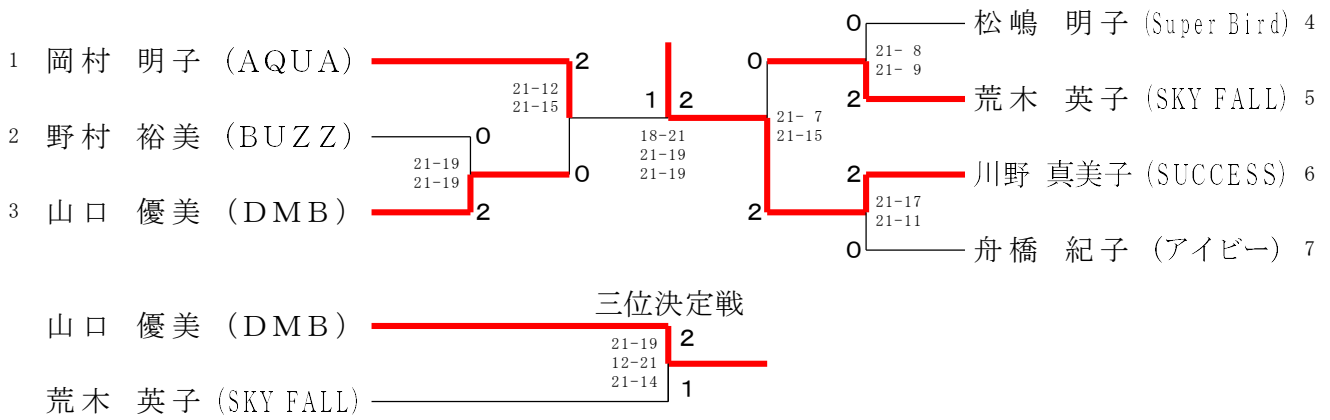 1 岡村 明子 (AQUA)
2 野村 裕美 (BUZZ)
3 山口 優美 (DMB)
2
21-12
21-15
0
21-19
21-19
2
0
1 2
18-21
21-19
21-19
0
21- 7
21-15
2
0
21- 8
21- 9
2
2
21-17
21-11
0
松嶋 明子 (Super Bird) 4
荒木 英子 (SKY FALL) 5
川野 真美子 (SUCCESS) 6
舟橋 紀子 (アイビー) 7
三位決定戦
山口 優美 (DMB)
荒木 英子 (SKY FALL)
2
21-19
12-21
21-14
1